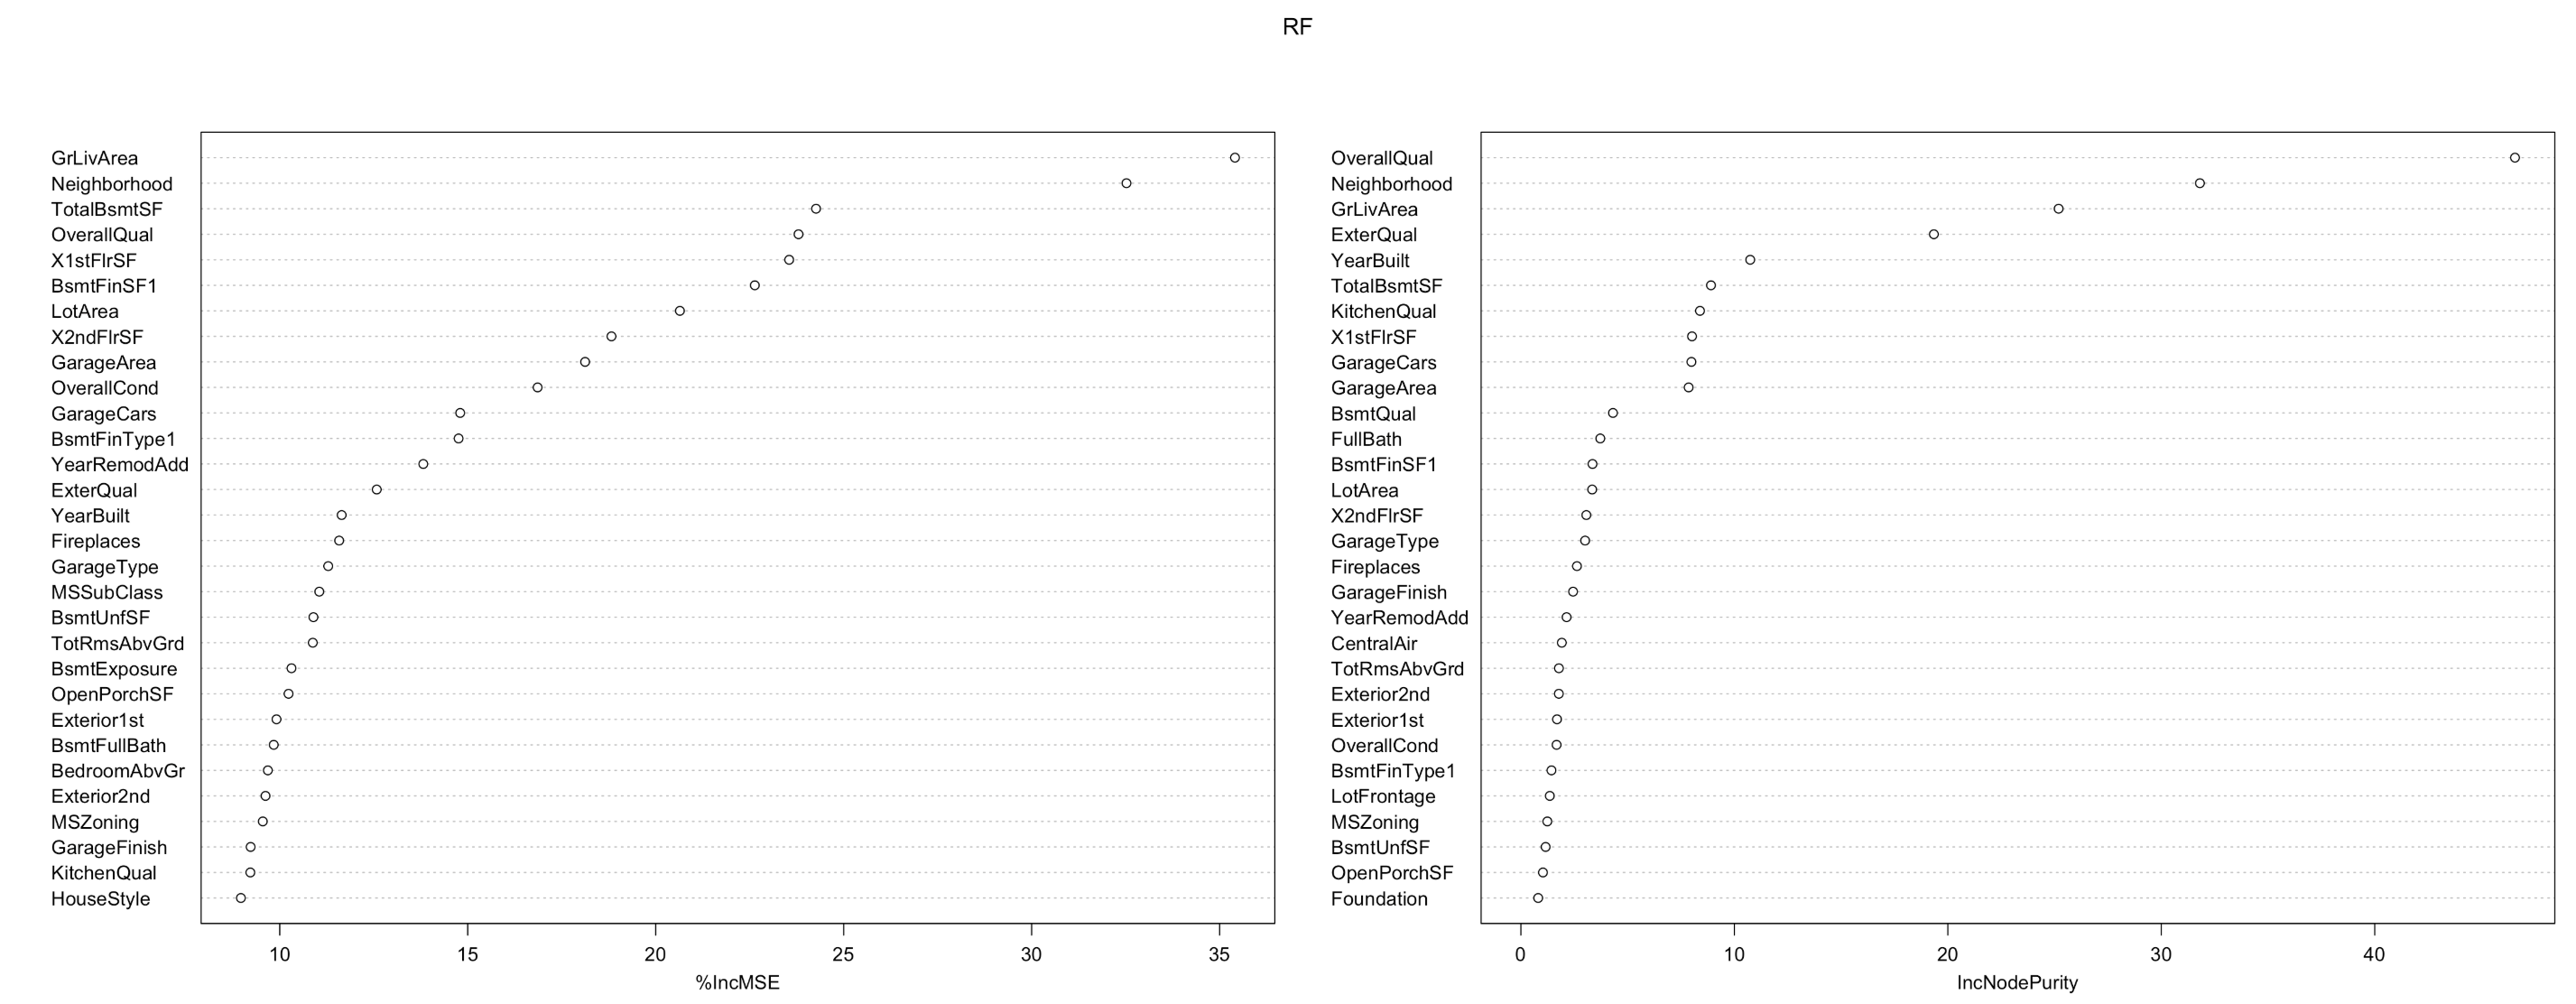 RF
GrLivArea
Neighborhood
TotalBsmtSF
OverallQual
X1stFlrSF
BsmtFinSF1
LotArea
X2ndFlrSF
GarageArea
OverallCond
GarageCars
BsmtFinType1
YearRemodAdd
ExterQual
YearBuilt
Fireplaces
GarageType
MSSubClass
BsmtUnfSF
TotRmsAbvGrd
BsmtExposure
OpenPorchSF
Exterior1st
BsmtFullBath
BedroomAbvGr
Exterior2nd
MSZoning
GarageFinish
KitchenQual
HouseStyle
10 15 20 25 30 35
%IncMSE
OverallQual
Neighborhood
GrLivArea
ExterQual
YearBuilt
TotalBsmtSF
KitchenQual
X1stFlrSF
GarageCars
GarageArea
BsmtQual
FullBath
BsmtFinSF1
LotArea
X2ndFlrSF
GarageType
Fireplaces
GarageFinish
YearRemodAdd
CentralAir
TotRmsAbvGrd
Exterior2nd
Exterior1st
OverallCond
BsmtFinType1
LotFrontage
MSZoning
BsmtUnfSF
OpenPorchSF
Foundation
0 10 20 30 40
IncNodePurity